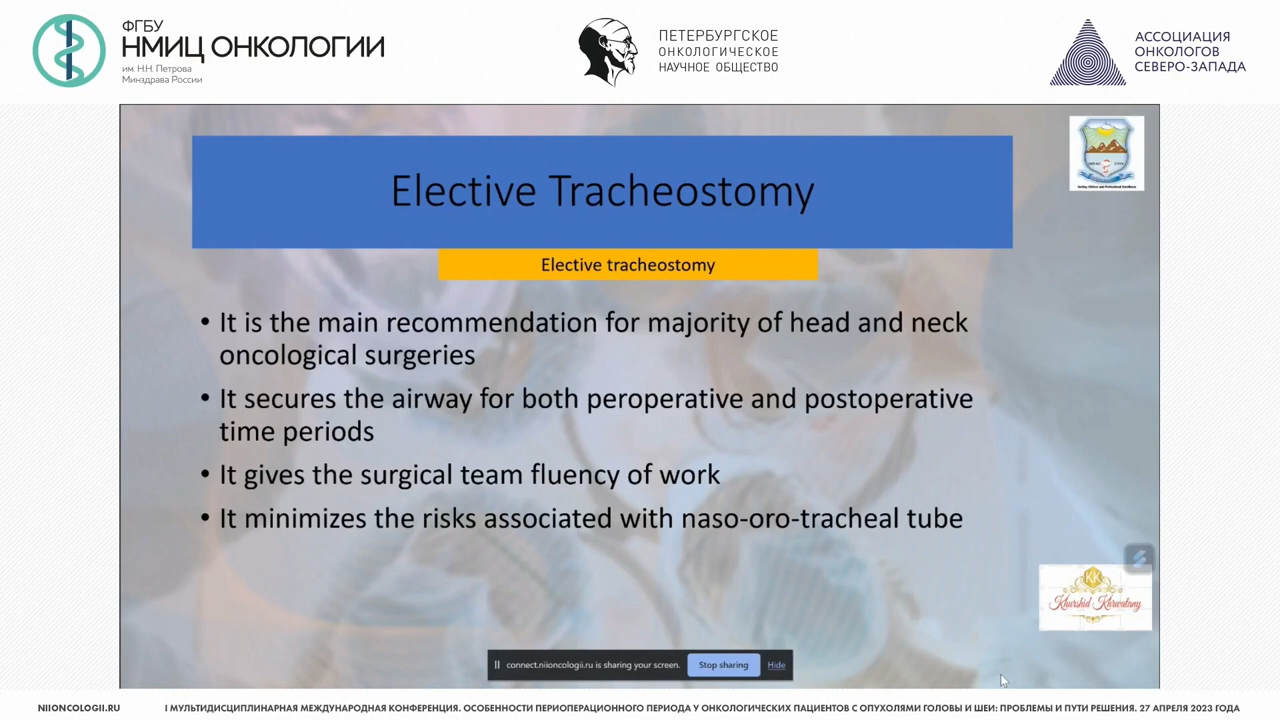 ФГБУ
НМИЦ ОНКОЛОГИИ
им. Н.Н. Петрова
Минздрава России
ПЕТЕРБУРГСКОЕ
ОНКОЛОГИЧЕСКОЕ
НАУЧНОЕ ОБЩЕСТВО
АССОЦИАЦИЯ
ОНКОЛОГОВ
СЕВЕРО-ЗАПАДА
Elective Tracheostomy
Elective tracheostomy
• It is the main recommendation for majority of head and neck
oncological surgeries
• It secures the airway for both peroperative and postoperative
time periods
• It gives the surgical team fluency of work
• It minimizes the risks associated with naso-oro-tracheal tube
KK
Khurshid Khrwatany
connect.niioncologii.ru is sharing your screen.
Stop sharing
Hide
NIIONCOLOGII.RU
I МУЛЬТИДИСЦИПЛИНАРНАЯ МЕЖДУНАРОДНАЯ КОНФЕРЕНЦИЯ. ОСОБЕННОСТИ ПЕРИОПЕРАЦИОННОГО ПЕРИОДА У ОНКОЛОГИЧЕСКИХ ПАЦИЕНТОВ С ОПУХОЛЯМИ ГОЛОВЫ И ШЕИ: ПРОБЛЕМЫ И ПУТИ РЕШЕНИЯ. 27 АПРЕЛЯ 2023 ГОДА